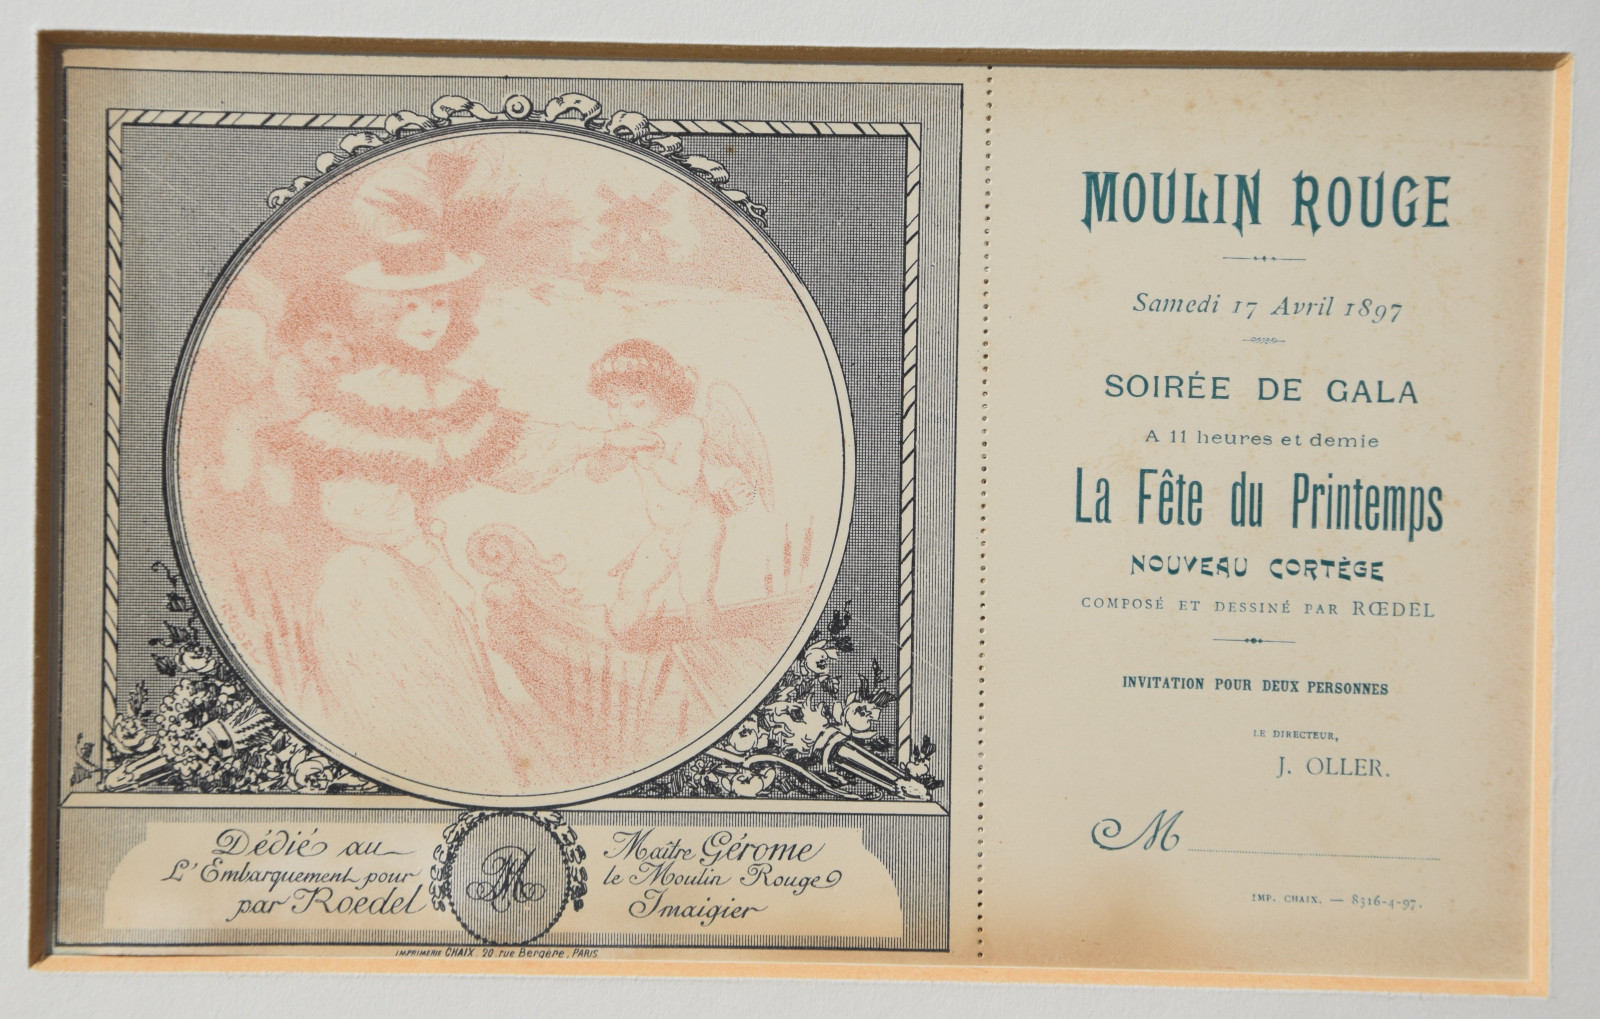 Dédié au Maître Gérome
L'Embarquement pour le Moulin Rouge
par Roedel Imaigier
IMPRIMERIE CHAIX. 20, rue Bergère, PARIS.
MOULIN ROUGE
Samedi 17 Avril 1897
SOIRÉE DE GALA
A 11 heures et demie
La Fête du Printemps
NOUVEAU CORTÈGE
COMPOSÉ ET DESSINÉ PAR RŒDEL
INVITATION POUR DEUX PERSONNES
LE DIRECTEUR,
J. OLLER.
M
IMP. CHAIX. — 8316-4-97.